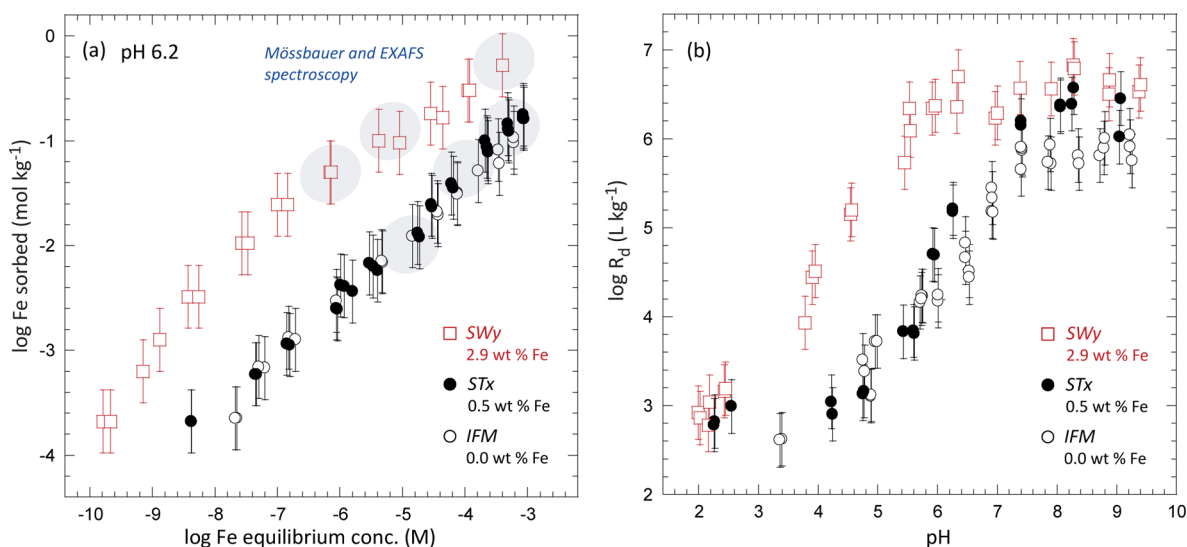 (a) pH 6.2
Mössbauer and EXAFS
spectroscopy
log Fe sorbed (mol kg⁻¹)
0
-1
-2
-3
-4
SWy
2.9 wt % Fe
STx
0.5 wt % Fe
IFM
0.0 wt % Fe
-10 -9 -8 -7 -6 -5 -4 -3
log Fe equilibrium conc. (M)
(b)
log R_d (L kg⁻¹)
7
6
5
4
3
2
SWy
2.9 wt % Fe
STx
0.5 wt % Fe
IFM
0.0 wt % Fe
2 3 4 5 6 7 8 9 10
pH